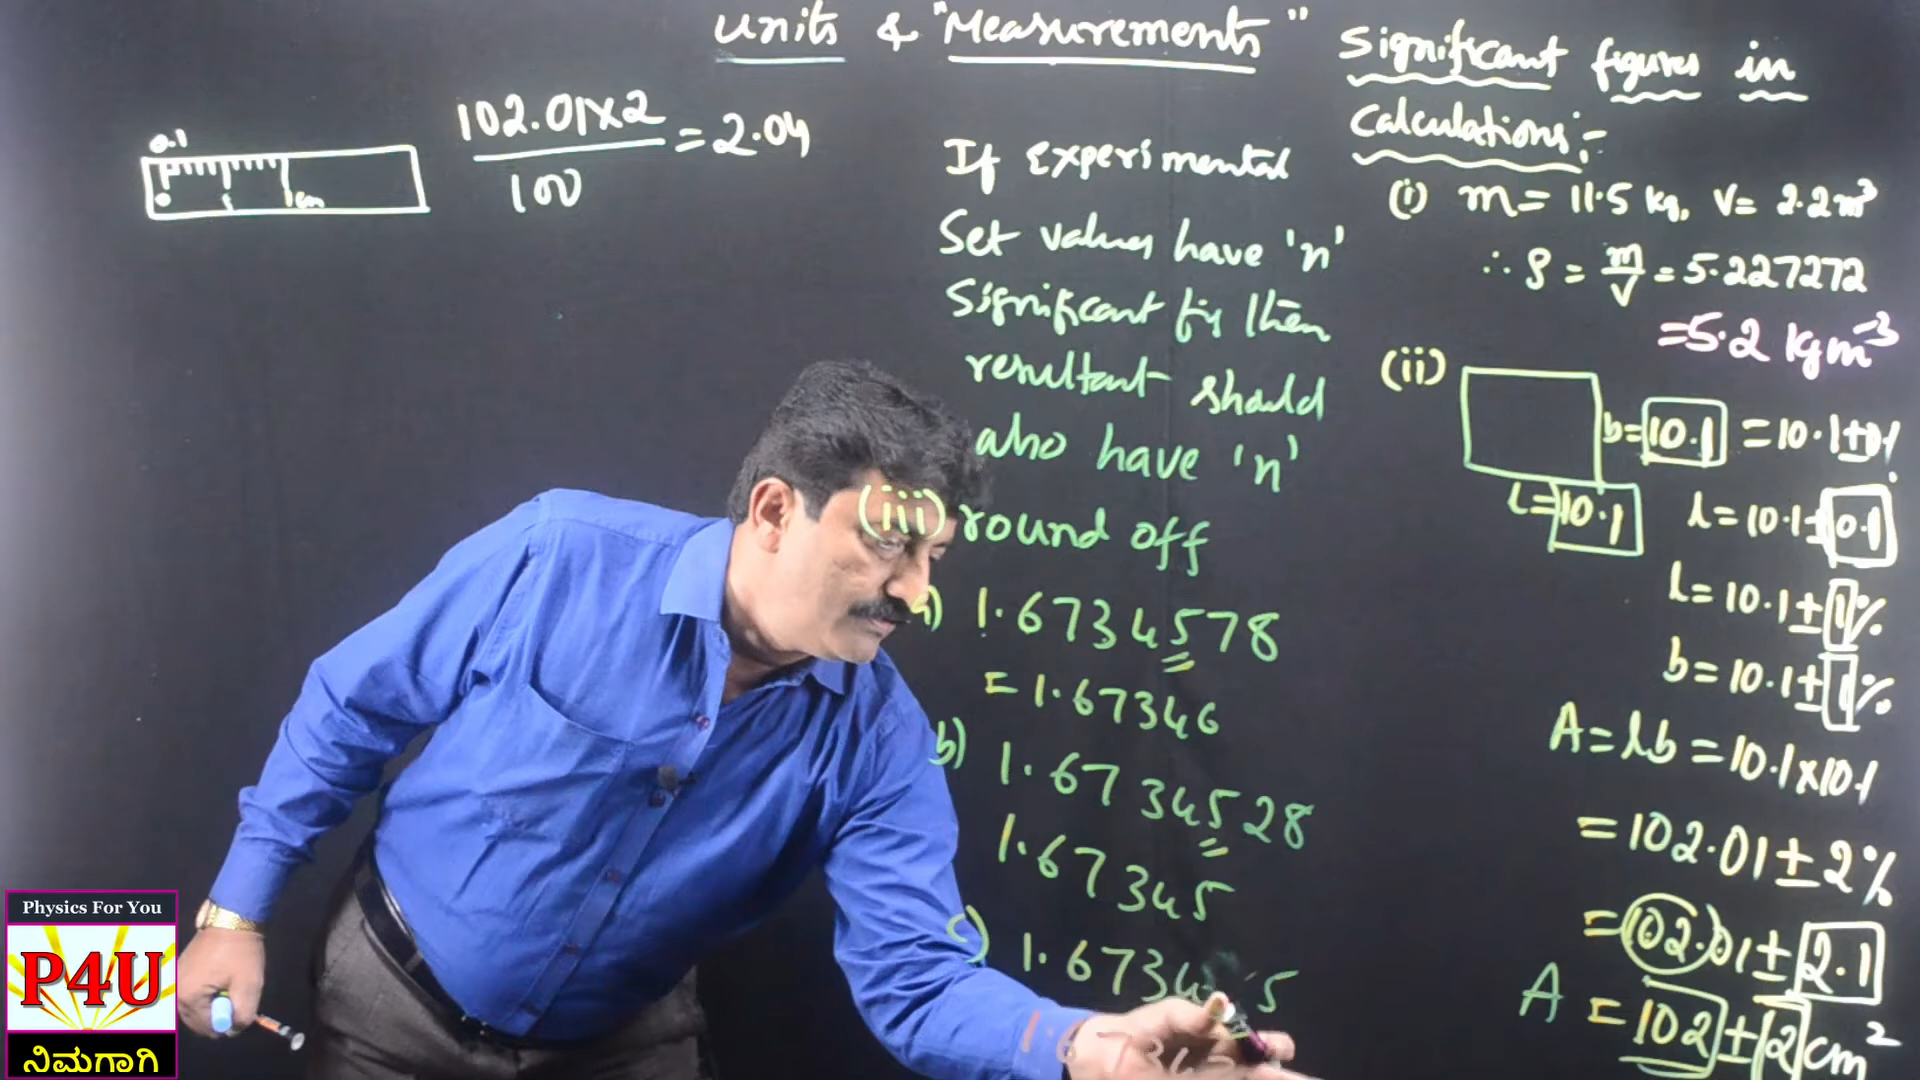 Units & "Measurements"
0.1
0 5 1cm
102.01×2 / 100 = 2.04
If Experimental
Set values have 'n'
Significant fig then
resultant should
also have 'n'
(iii) round off
a) 1.6734578
= 1.67346
b) 1.6734528
1.67345
c) 1.6734
Significant figures in
Calculations:-
(i) m = 11.5 kg, V = 2.2m³
∴ ρ = m/V = 5.227272
= 5.2 kgm⁻³
(ii)
b = 10.1 = 10.1±0.1
l = 10.1 l = 10.1±0.1
l = 10.1±1%
b = 10.1±1%
A = lb = 10.1×10.1
= 102.01±2%
= 102.01±2.1
A = 102±2cm²
Physics For You
P4U
ನಿಮಗಾಗಿ